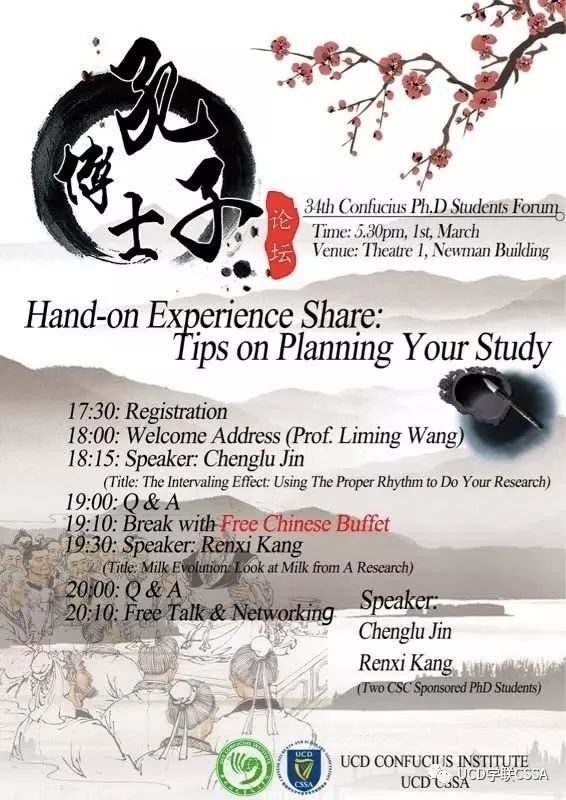 孔子
博士
论坛
34th Confucius Ph.D Students Forum
Time: 5.30pm, 1st, March
Venue: Theatre 1, Newman Building
Hand-on Experience Share:
Tips on Planning Your Study
17:30: Registration
18:00: Welcome Address (Prof. Liming Wang)
18:15: Speaker: Chenglu Jin
(Title: The Intervaling Effect: Using The Proper Rhythm to Do Your Research)
19:00: Q & A
19:10: Break with Free Chinese Buffet
19:30: Speaker: Renxi Kang
(Title: Milk Evolution: Look at Milk from A Research)
20:00: Q & A
20:10: Free Talk & Networking
Speaker:
Chenglu Jin
Renxi Kang
(Two CSC Sponsored PhD Students)
UCD CONFUCIUS INSTITUTE
UCD
CSSA
UCD CONFUCIUS INSTITUTE
UCD CSSA
UCD学联CSSA